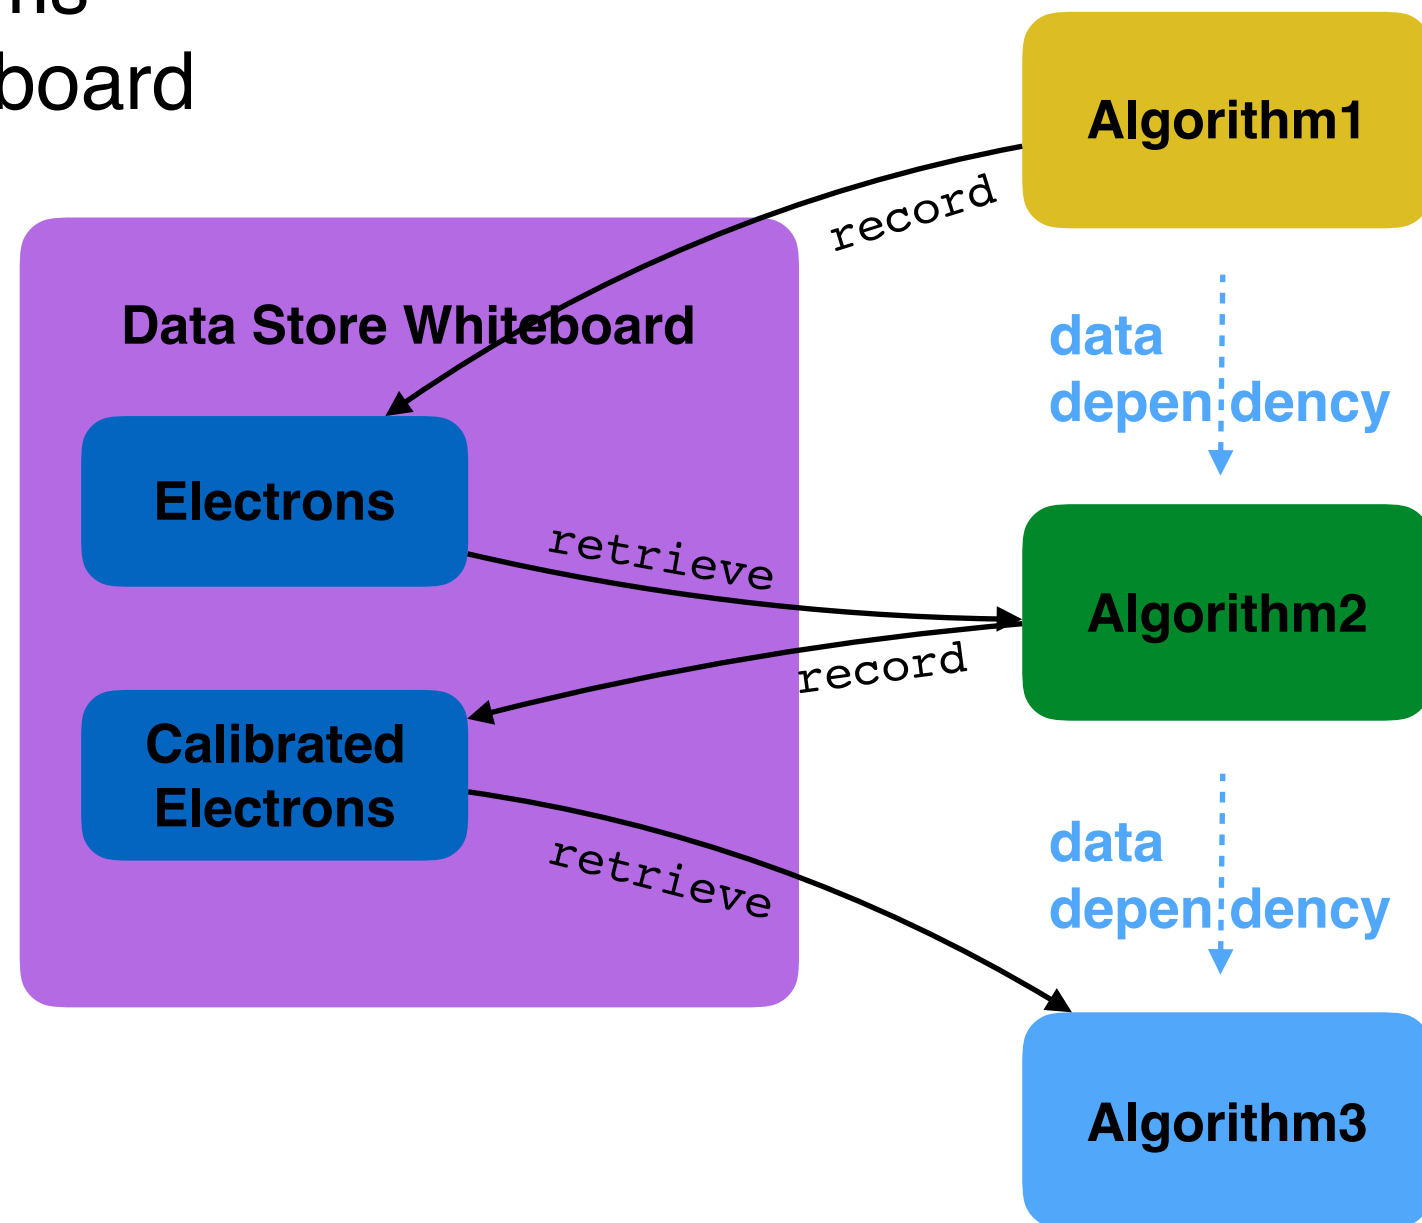 board
Algorithm1
record
Data Store Whiteboard
data
dependency
Electrons
retrieve
Algorithm2
record
Calibrated
Electrons
retrieve
data
dependency
Algorithm3